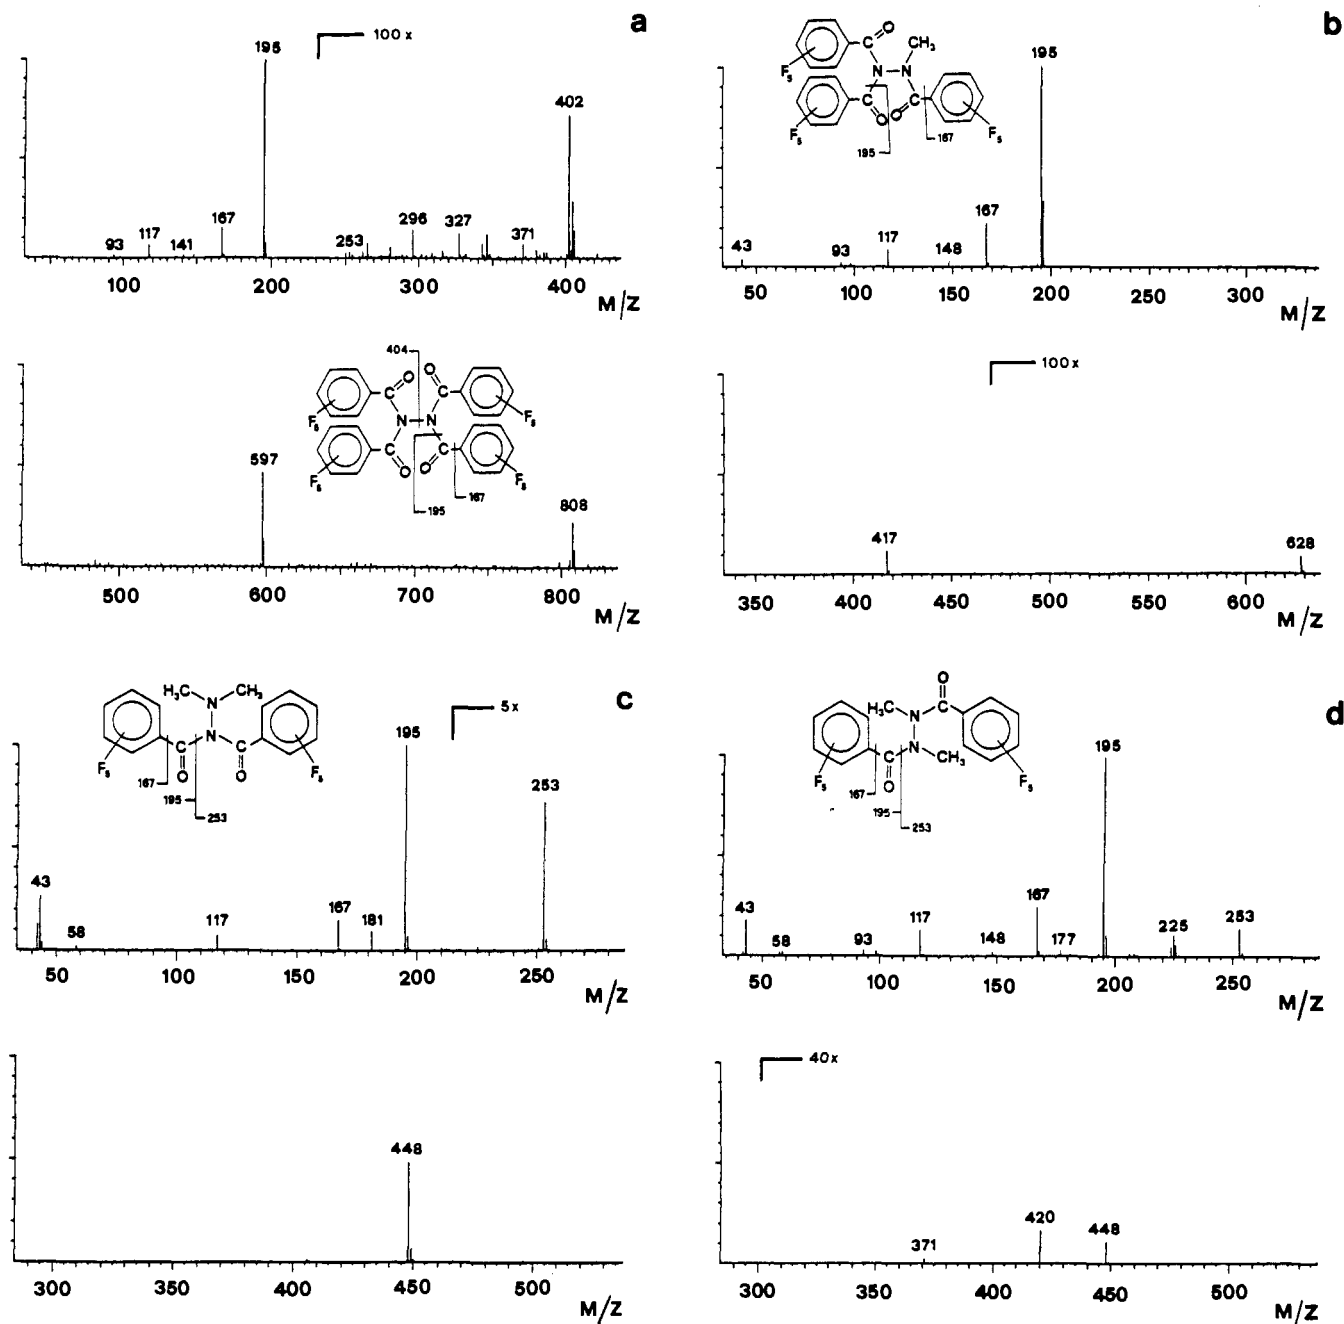 a
195
100 x
402
93
117
141
167
253
296
327
371
100
200
300
400
M/Z
404
O
O
C
C
F₅
F₅
N
N
C
C
F₅
O
O
F₅
195
167
597
808
500
600
700
800
M/Z
b
O
C
CH₃
F₅
N
N
C
C
F₅
O
O
F₅
195
167
195
43
93
117
148
167
50
100
150
200
250
300
M/Z
100 x
417
628
350
400
450
500
550
600
M/Z
c
H₃C
CH₃
N
C
N
C
F₅
O
O
F₅
167
195
253
5 x
195
253
43
58
117
167
181
50
100
150
200
250
M/Z
448
300
400
450
500
M/Z
d
O
H₃C
N
C
C
N
CH₃
F₅
O
F₅
167
195
253
195
43
58
93
117
148
167
177
225
253
50
100
150
200
250
M/Z
40 x
371
420
448
300
350
400
450
500
M/Z